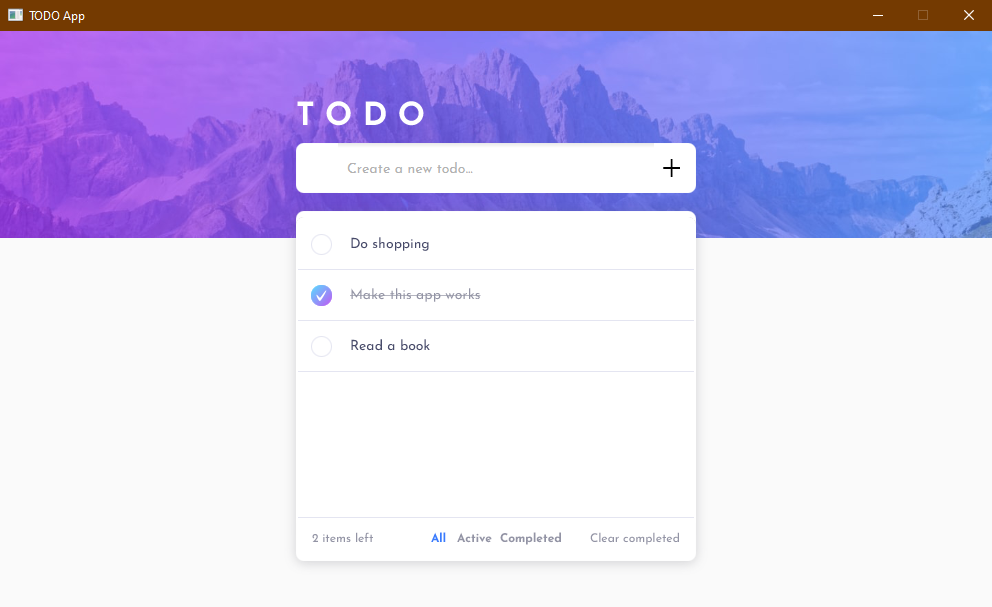 TODO App
TODO
Create a new todo...
Do shopping
Make this app works
Read a book
2 items left All Active Completed Clear completed